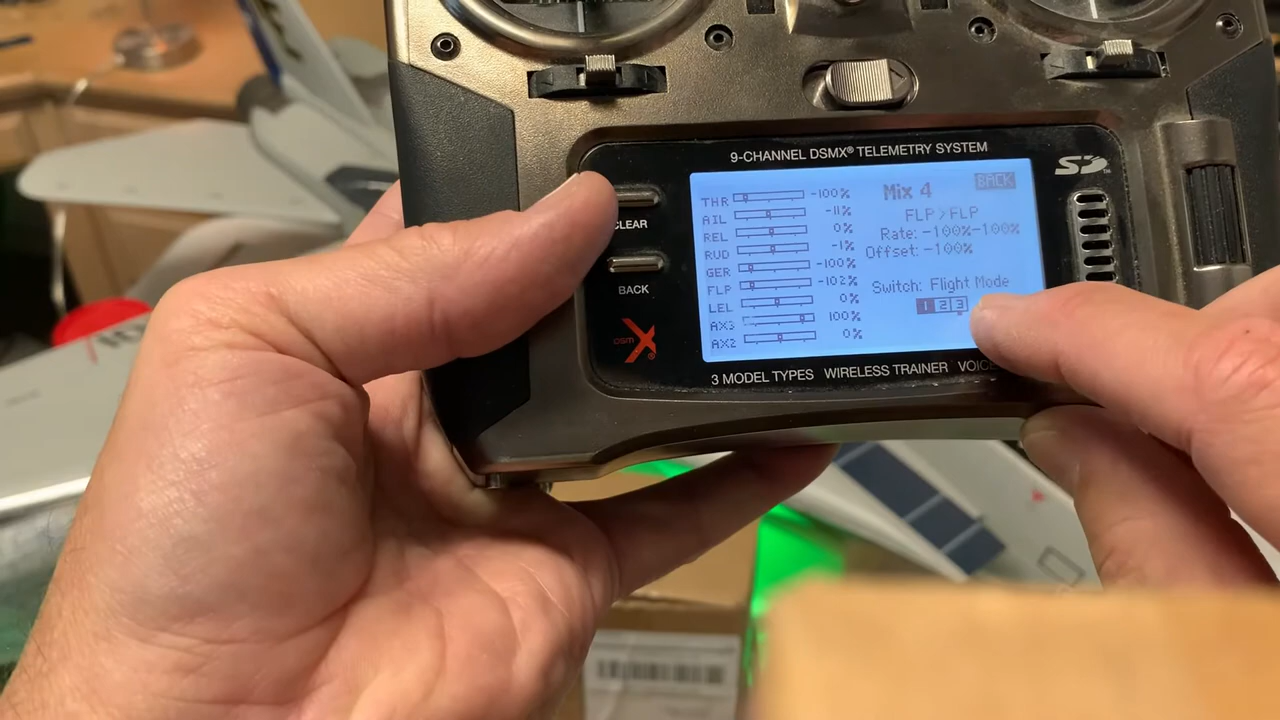 9-CHANNEL DSMX® TELEMETRY SYSTEM
SD
CLEAR
BACK
THR -100%
AIL -11%
REL 0%
RUD -1%
GER -100%
FLP -102%
LEL 0%
AX3 100%
AX2 0%
Mix 4 BACK
FLP>FLP
Rate: -100%-100%
Offset: -100%
Switch: Flight Mode
1 2 3
DSM X®
3 MODEL TYPES WIRELESS TRAINER